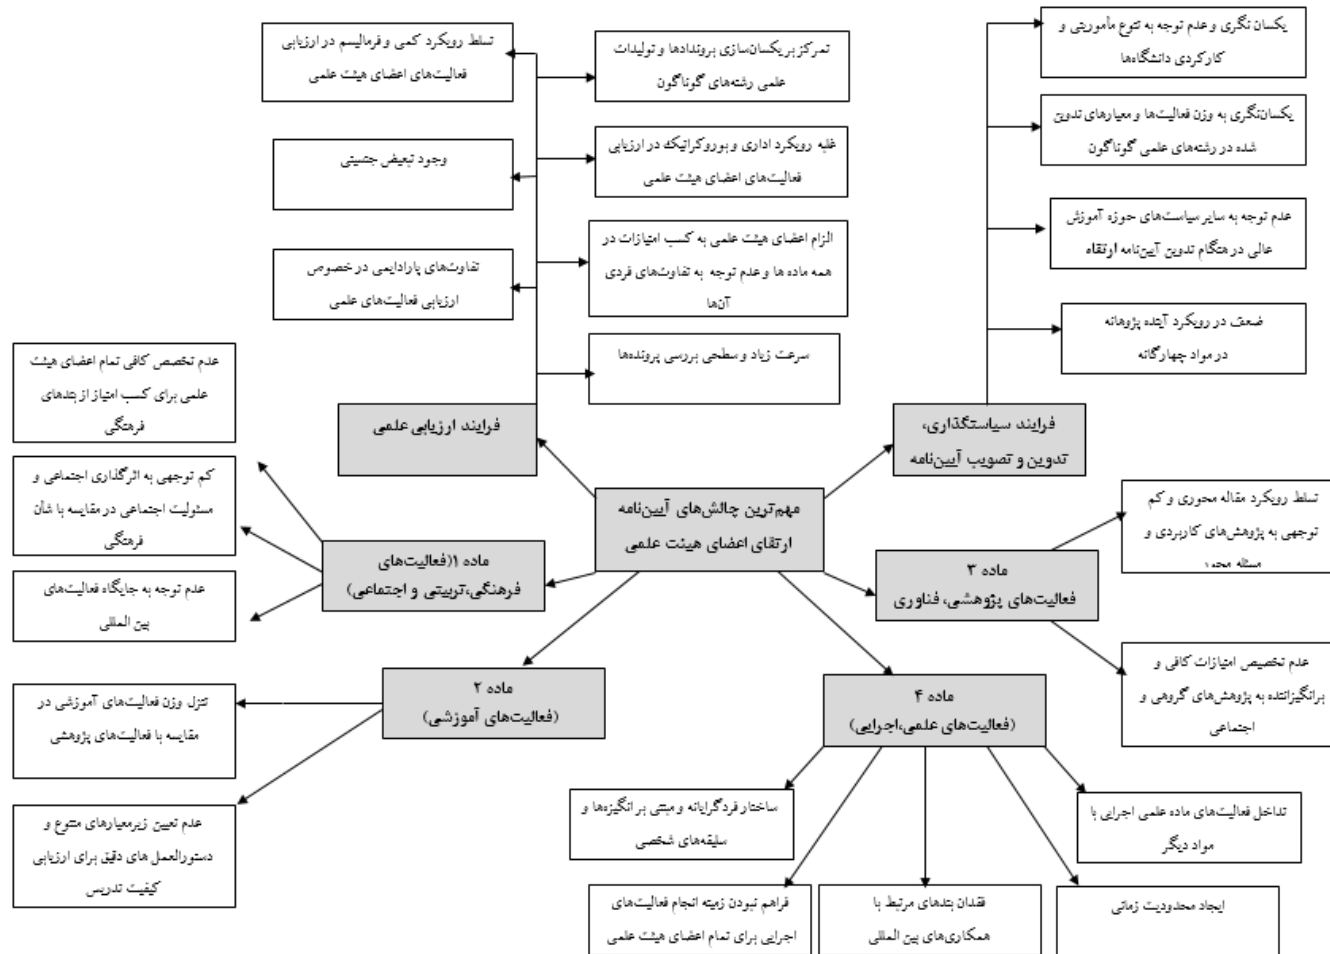 یکسان نگری و عدم توجه به تنوع مأموریتی و
کارکردی دانشگاه‌ها
یکسان‌نگری به وزن فعالیت‌ها و معیارهای تدوین
شده در رشته‌های علمی گوناگون
عدم توجه به سایر سیاست‌های حوزه آموزش
عالی در هنگام تدوین آیین‌نامه ارتقاء
ضعف در رویکرد آینده پژوهانه
در مواد چهارگانه
فرایند سیاستگذاری،
تدوین و تصویب آیین‌نامه
تمرکز بر یکسان‌سازی بروندادها و تولیدات
علمی رشته‌های گوناگون
غلبه رویکرد اداری و بوروکراتیک در ارزیابی
فعالیت‌های اعضای هیئت علمی
الزام اعضای هیئت علمی به کسب امتیازات در
همه ماده ها و عدم توجه به تفاوت‌های فردی
آن‌ها
سرعت زیاد و سطحی بررسی پرونده‌ها
تسلط رویکرد کمی و فرمالیسم در ارزیابی
فعالیت‌های اعضای هیئت علمی
وجود تبعیض جنسیتی
تفاوت‌های پارادایمی در خصوص
ارزیابی فعالیت‌های علمی
فرایند ارزیابی علمی
مهم‌ترین چالش‌های آیین‌نامه
ارتقای اعضای هیئت علمی
عدم تخصص کافی تمام اعضای هیئت
علمی برای کسب امتیاز از بندهای
فرهنگی
کم توجهی به اثرگذاری اجتماعی و
مسئولیت اجتماعی در مقایسه با شأن
فرهنگی
عدم توجه به جایگاه فعالیت‌های
بین المللی
ماده ۱(فعالیت‌های
فرهنگی،تربیتی و اجتماعی)
ماده ۲
(فعالیت‌های آموزشی)
تنزل وزن فعالیت‌های آموزشی در
مقایسه با فعالیت‌های پژوهشی
عدم تعیین زیرمعیارهای متنوع و
دستورالعمل های دقیق برای ارزیابی
کیفیت تدریس
ماده ۳
فعالیت‌های پژوهشی، فناوری
تسلط رویکرد مقاله محوری و کم
توجهی به پژوهش‌های کاربردی و
مسئله محور
عدم تخصیص امتیازات کافی و
برانگیزاننده به پژوهش‌های گروهی و
اجتماعی
ماده ۴
(فعالیت‌های علمی،اجرایی)
ساختار فردگرایانه و مبتنی بر انگیزه‌ها و
سلیقه‌های شخصی
تداخل فعالیت‌های ماده علمی اجرایی با
مواد دیگر
فراهم نبودن زمینه انجام فعالیت‌های
اجرایی برای تمام اعضای هیئت علمی
فقدان بندهای مرتبط با
همکاری‌های بین المللی
ایجاد محدودیت زمانی